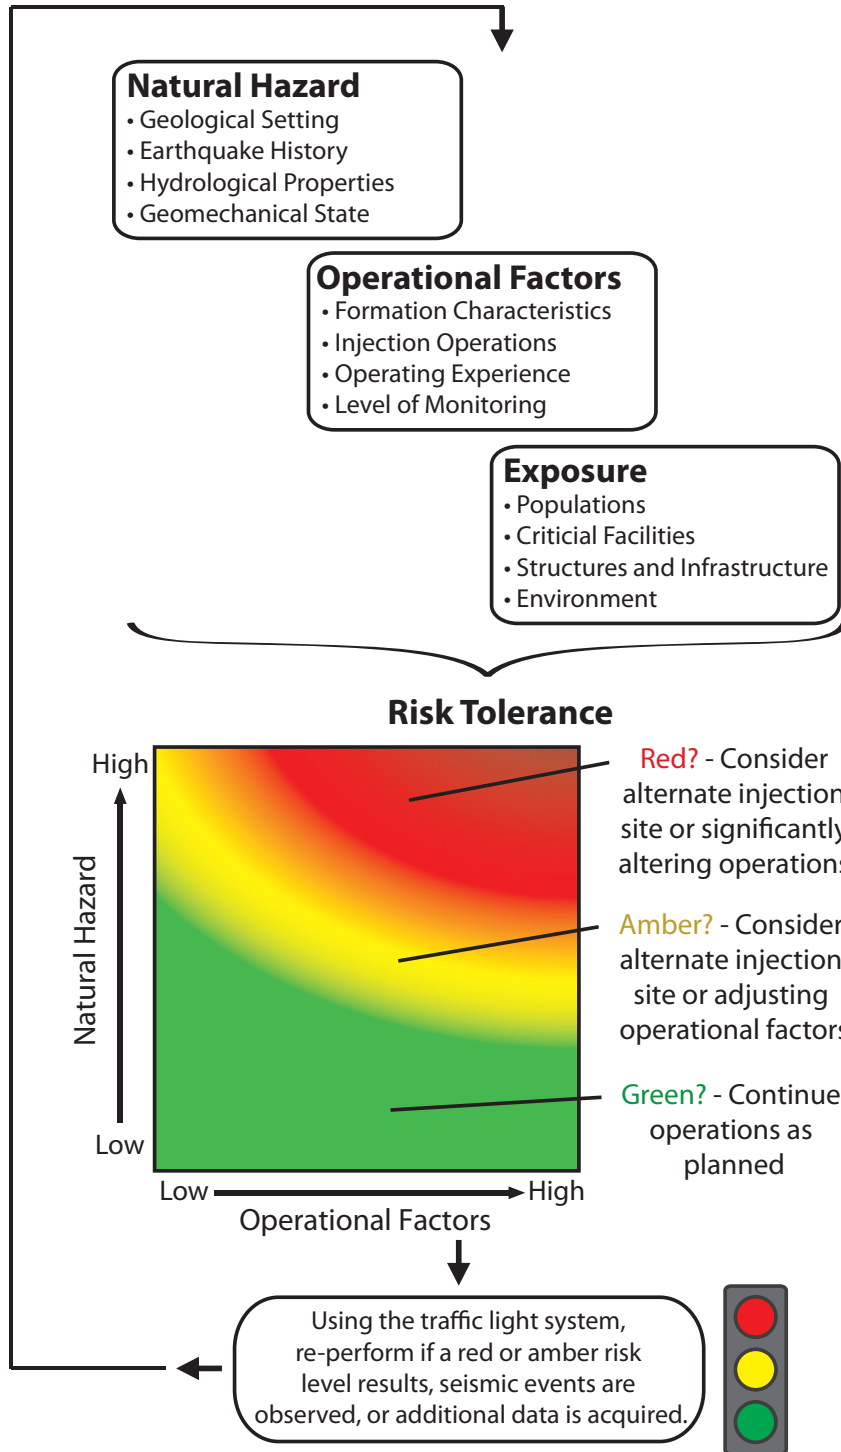 Natural Hazard
• Geological Setting
• Earthquake History
• Hydrological Properties
• Geomechanical State
Operational Factors
• Formation Characteristics
• Injection Operations
• Operating Experience
• Level of Monitoring
Exposure
• Populations
• Criticial Facilities
• Structures and Infrastructure
• Environment
Risk Tolerance
High
Natural Hazard
Low
Low
High
Operational Factors
Red? - Consider
alternate injection
site or significantly
altering operations
Amber? - Consider
alternate injection
site or adjusting
operational factors
Green? - Continue
operations as
planned
Using the traffic light system,
re-perform if a red or amber risk
level results, seismic events are
observed, or additional data is acquired.